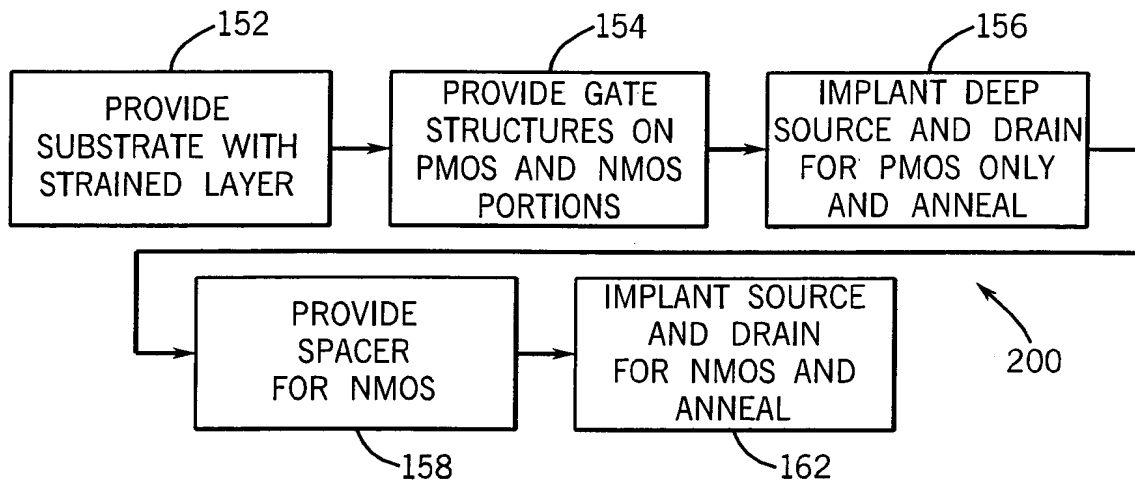 152
154
156
PROVIDE
SUBSTRATE WITH
STRAINED LAYER
PROVIDE GATE
STRUCTURES ON
PMOS AND NMOS
PORTIONS
IMPLANT DEEP
SOURCE AND DRAIN
FOR PMOS ONLY
AND ANNEAL
PROVIDE
SPACER
FOR NMOS
IMPLANT SOURCE
AND DRAIN
FOR NMOS AND
ANNEAL
200
158
162